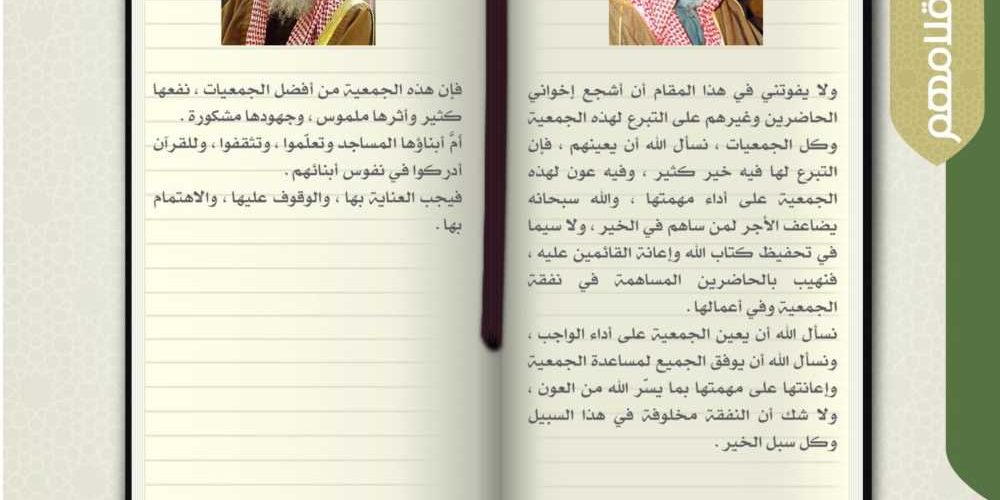 ولا يفوتني في هذا المقام أن أشجع إخواني
الحاضرين وغيرهم على التبرع لهذه الجمعية
وكل الجمعيات ، نسأل الله أن يعينهم ، فإن
التبرع لها فيه خير كثير ، وفيه عون لهذه
الجمعية على أداء مهمتها ، والله سبحانه
يضاعف الأجر لمن ساهم في الخير ، ولا سيما
في تحفيظ كتاب الله وإعانة القائمين عليه ،
فنهيب بالحاضرين المساهمة في نفقة
الجمعية وفي أعمالها .
نسأل الله أن يعين الجمعية على أداء الواجب ،
ونسأل الله أن يوفق الجميع لمساعدة الجمعية
وإعانتها على مهمتها بما يسّر الله من العون ،
ولا شك أن النفقة مخلوفة في هذا السبيل
وكل سبل الخير .
فإن هذه الجمعية من أفضل الجمعيات ، نفعها
كثير وأثرها ملموس ، وجهودها مشكورة .
أمَّ أبناؤها المساجد وتعلّموا ، وتثقفوا ، وللقرآن
أدركوا في نفوس أبنائهم .
فيجب العناية بها ، والوقوف عليها ، والاهتمام
بها .